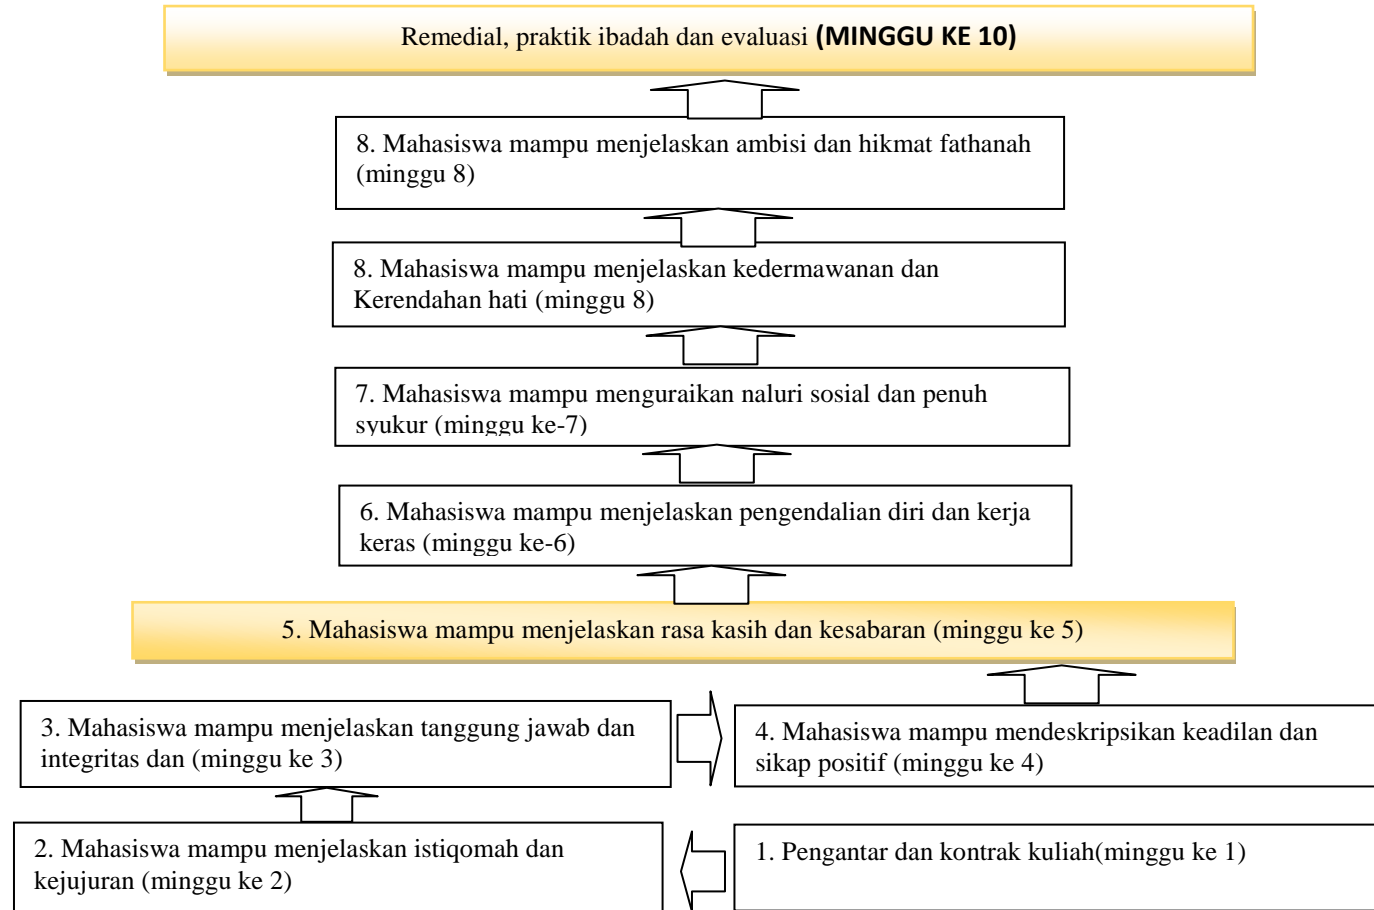 Remedial, praktik ibadah dan evaluasi (MINGGU KE 10)
8. Mahasiswa mampu menjelaskan ambisi dan hikmat fathanah
(minggu 8)
8. Mahasiswa mampu menjelaskan kedermawanan dan
Kerendahan hati (minggu 8)
7. Mahasiswa mampu menguraikan naluri sosial dan penuh
syukur (minggu ke-7)
6. Mahasiswa mampu menjelaskan pengendalian diri dan kerja
keras (minggu ke-6)
5. Mahasiswa mampu menjelaskan rasa kasih dan kesabaran (minggu ke 5)
3. Mahasiswa mampu menjelaskan tanggung jawab dan
integritas dan (minggu ke 3)
4. Mahasiswa mampu mendeskripsikan keadilan dan
sikap positif (minggu ke 4)
2. Mahasiswa mampu menjelaskan istiqomah dan
kejujuran (minggu ke 2)
1. Pengantar dan kontrak kuliah(minggu ke 1)